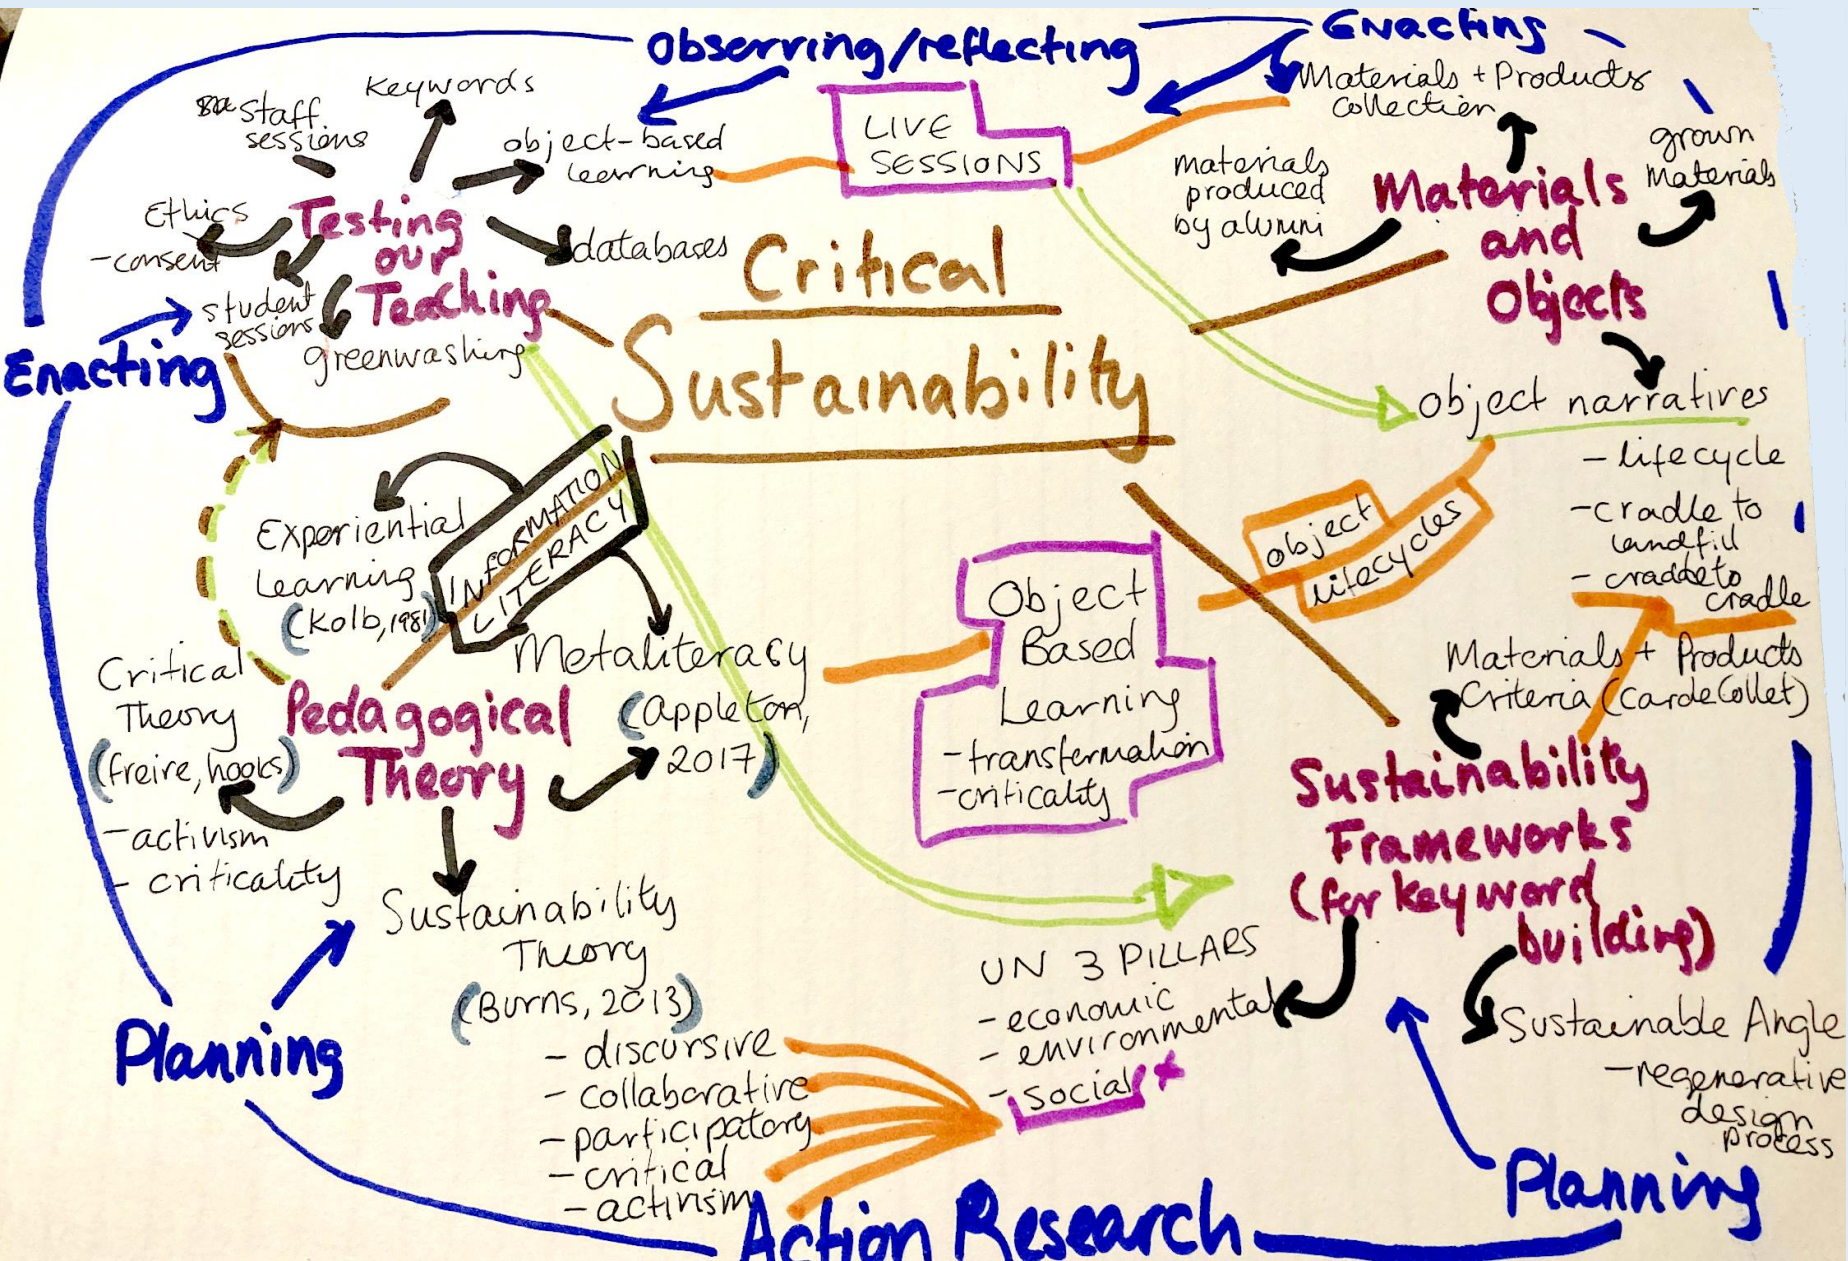 Observing/reflecting
Enacting
Keywords
Staff
sessions
object-based
learning
Ethics
-consent
Testing
our
Teaching
databases
student
sessions
greenwashing
Enacting
LIVE
SESSIONS
Materials + Products
collection
grown
materials
materials
produced
by alumni
Materials
and
Objects
Critical
Sustainability
object narratives
- lifecycle
- cradle to
landfill
- cradle to
cradle
object
lifecycles
INFORMATION
LITERACY
Experiential
Learning
(Kolb, 1981)
Metaliteracy
(Appleton,
2017)
Critical
Theory
(freire, hooks)
- activism
- criticality
Pedagogical
Theory
Object
Based
Learning
- transformation
- criticality
Materials + Products
Criteria (CardeCollet)
Sustainability
Frameworks
(for keyword
building)
Sustainability
Theory
(Burns, 2013)
- discursive
- collaborative
- participatory
- critical
- activism
UN 3 PILLARS
- economic
- environmental
- social *
Sustainable Angle
- regenerative
design
process
Planning
Planning
Action Research